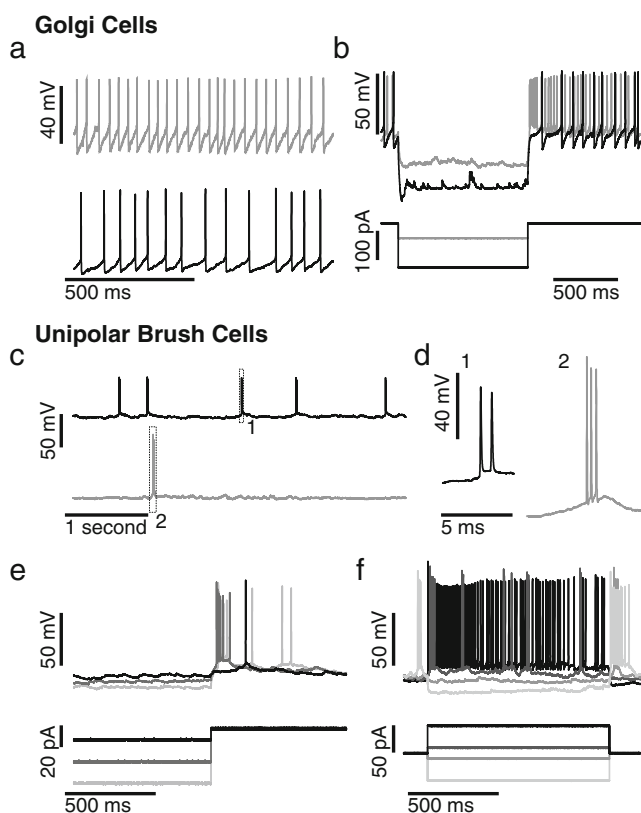 Golgi Cells
a
b
40 mV
50 mV
100 pA
500 ms
500 ms
Unipolar Brush Cells
c
d
1
2
50 mV
40 mV
1
1 second
2
5 ms
e
f
50 mV
50 mV
20 pA
50 pA
500 ms
500 ms